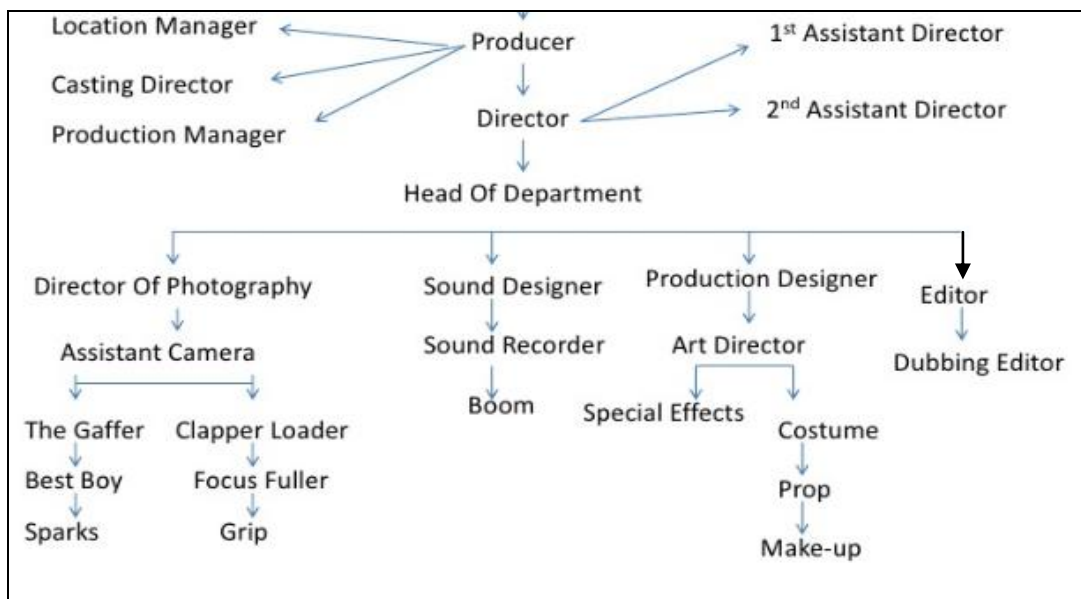 Location Manager
Producer
1st Assistant Director
Casting Director
Director
2nd Assistant Director
Production Manager
Head Of Department
Director Of Photography
Sound Designer
Production Designer
Editor
Assistant Camera
Sound Recorder
Art Director
Dubbing Editor
Boom
Special Effects
The Gaffer
Clapper Loader
Costume
Best Boy
Focus Fuller
Prop
Sparks
Grip
Make-up